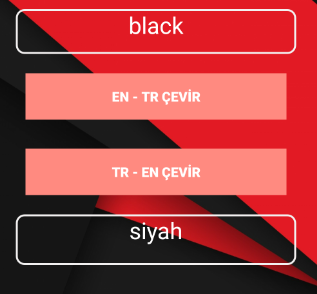 black
EN - TR ÇEVİR
TR - EN ÇEVİR
siyah